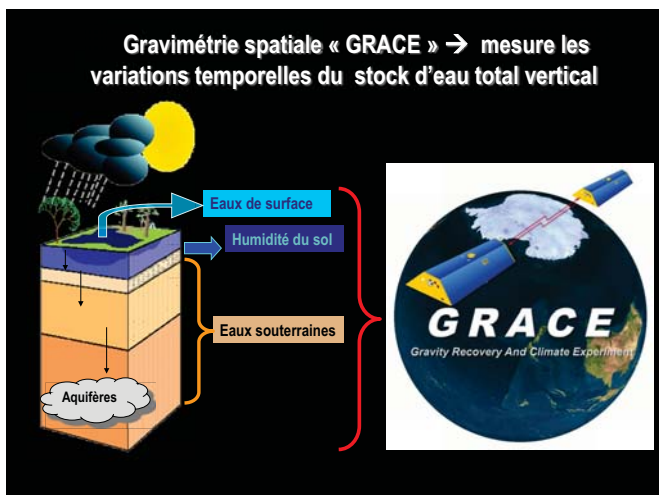 Gravimétrie spatiale « GRACE » → mesure les
variations temporelles du stock d'eau total vertical
Eaux de surface
Humidité du sol
Eaux souterraines
Aquifères
GRACE
Gravity Recovery And Climate Experiment